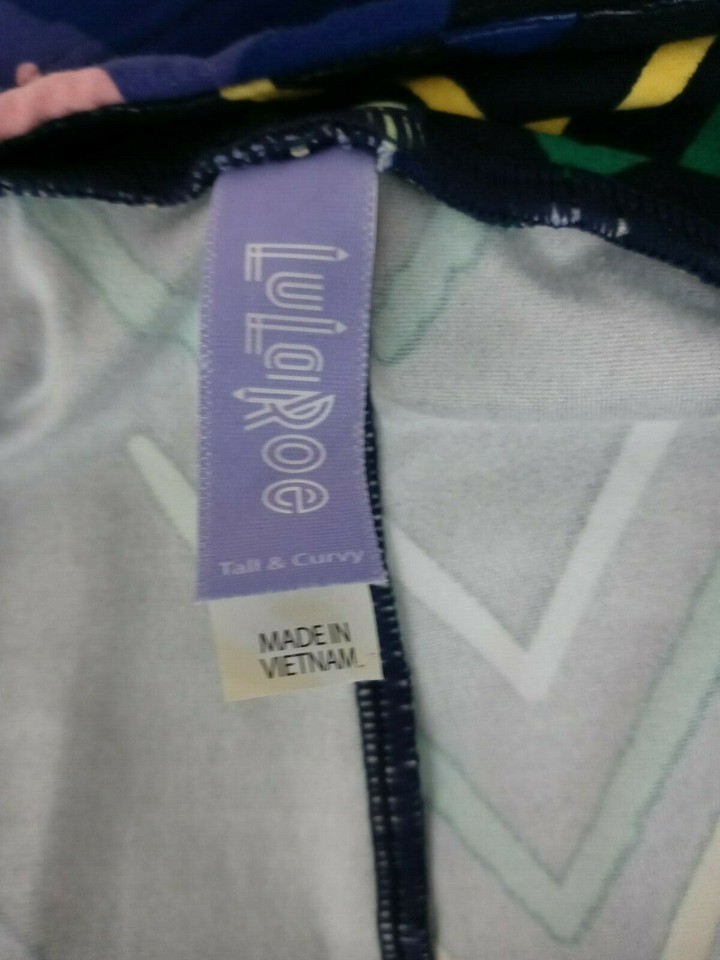 LuLaRoe
Tall & Curvy
MADE IN
VIETNAM